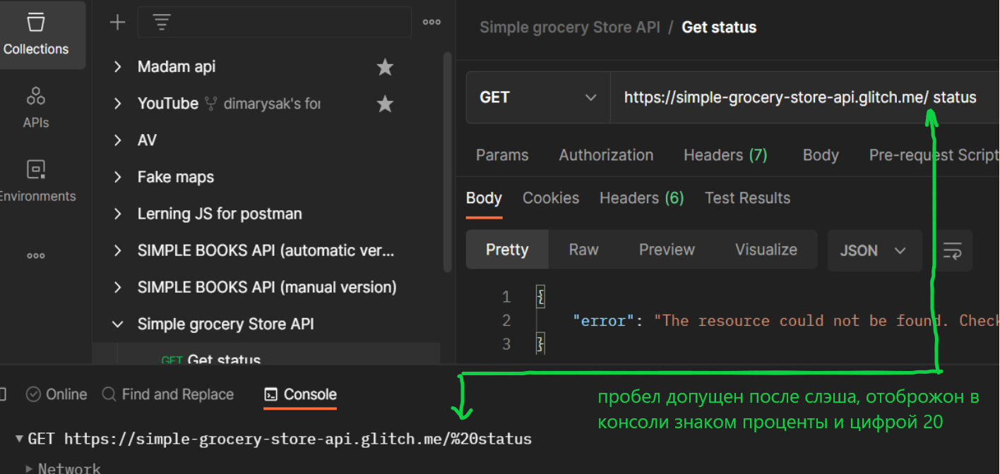 Collections
APIs
Environments
Madam api
YouTube dimarysak's for
AV
Fake maps
Lerning JS for postman
SIMPLE BOOKS API (automatic ver...
SIMPLE BOOKS API (manual version)
Simple grocery Store API
GET Get status
Simple grocery Store API / Get status
GET https://simple-grocery-store-api.glitch.me/ status
Params Authorization Headers (7) Body Pre-request Script
Body Cookies Headers (6) Test Results
Pretty Raw Preview Visualize JSON
1 {
2 "error": "The resource could not be found. Check
3 }
Online Find and Replace Console
GET https://simple-grocery-store-api.glitch.me/%20status
Network
пробел допущен после слэша, отоброжон в
консоли знаком проценты и цифрой 20